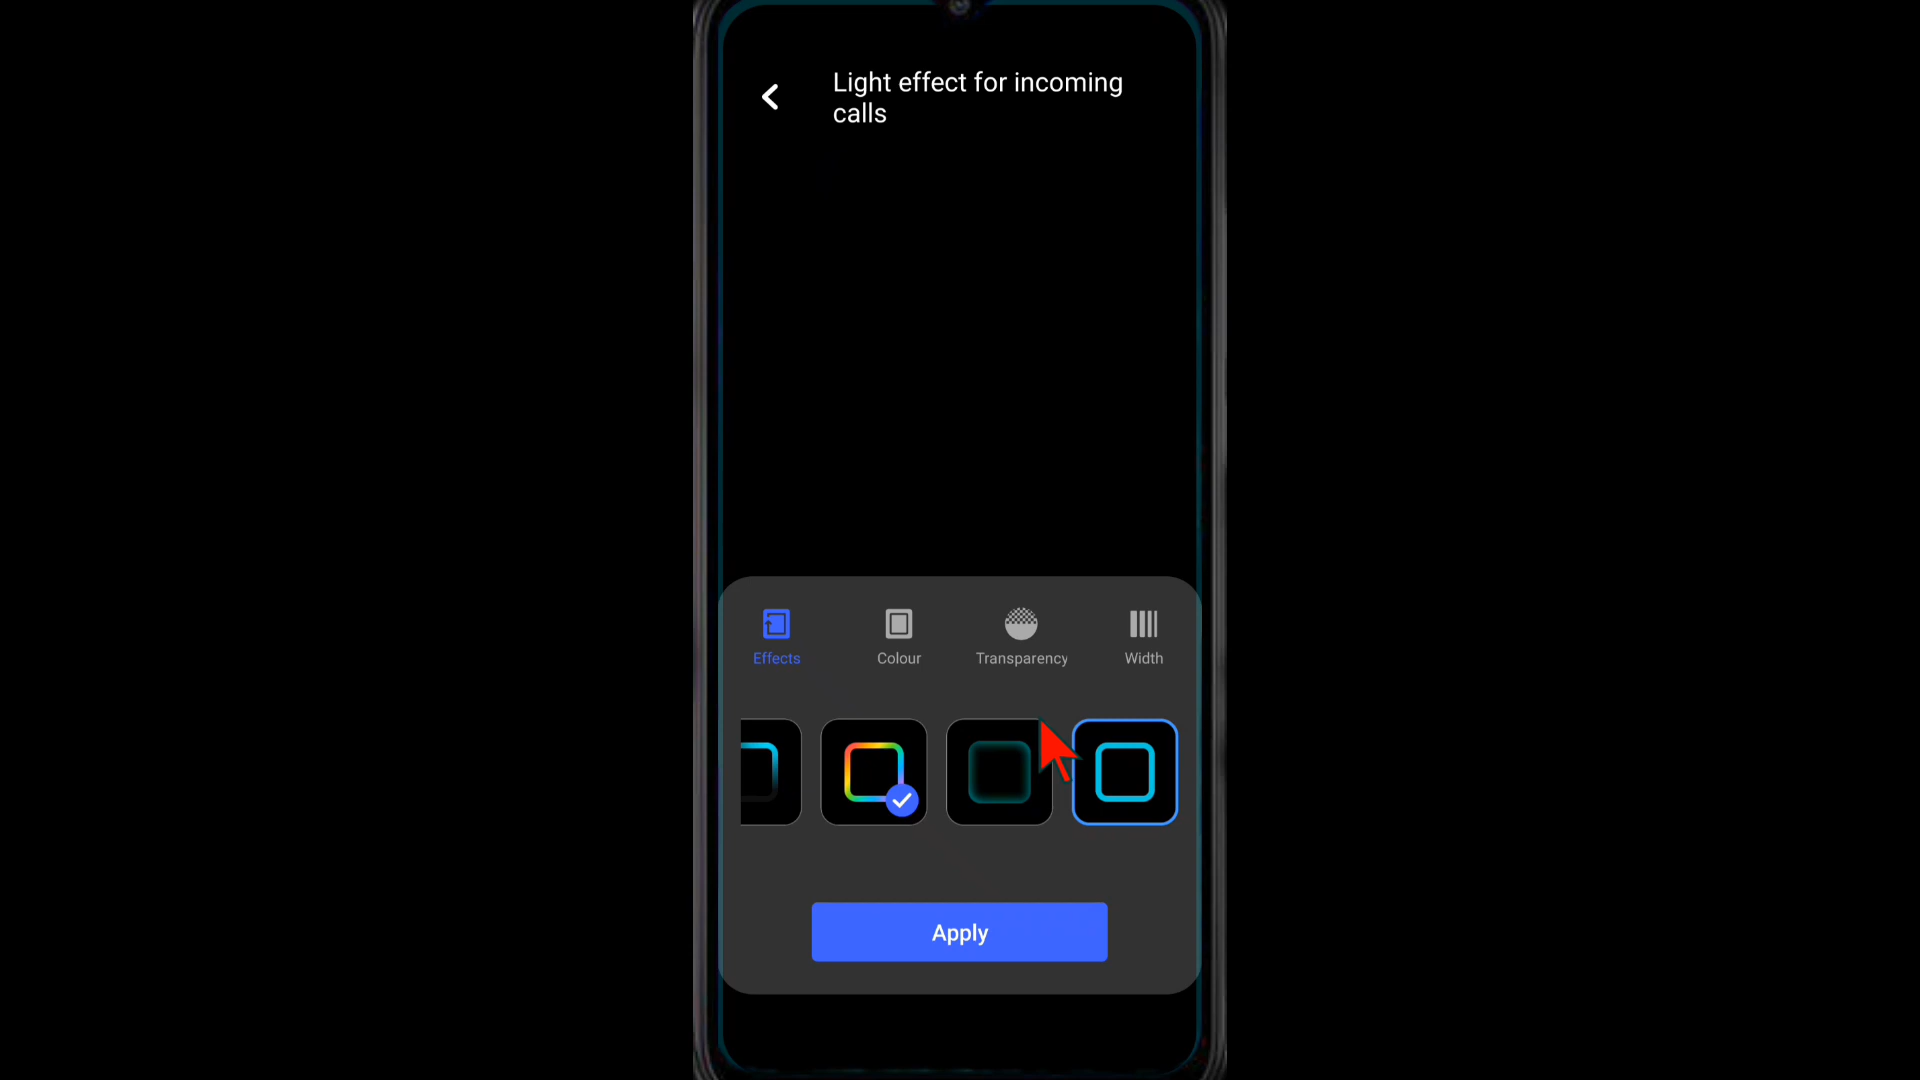 Light effect for incoming
calls
Effects
Colour
Transparency
Width
Apply